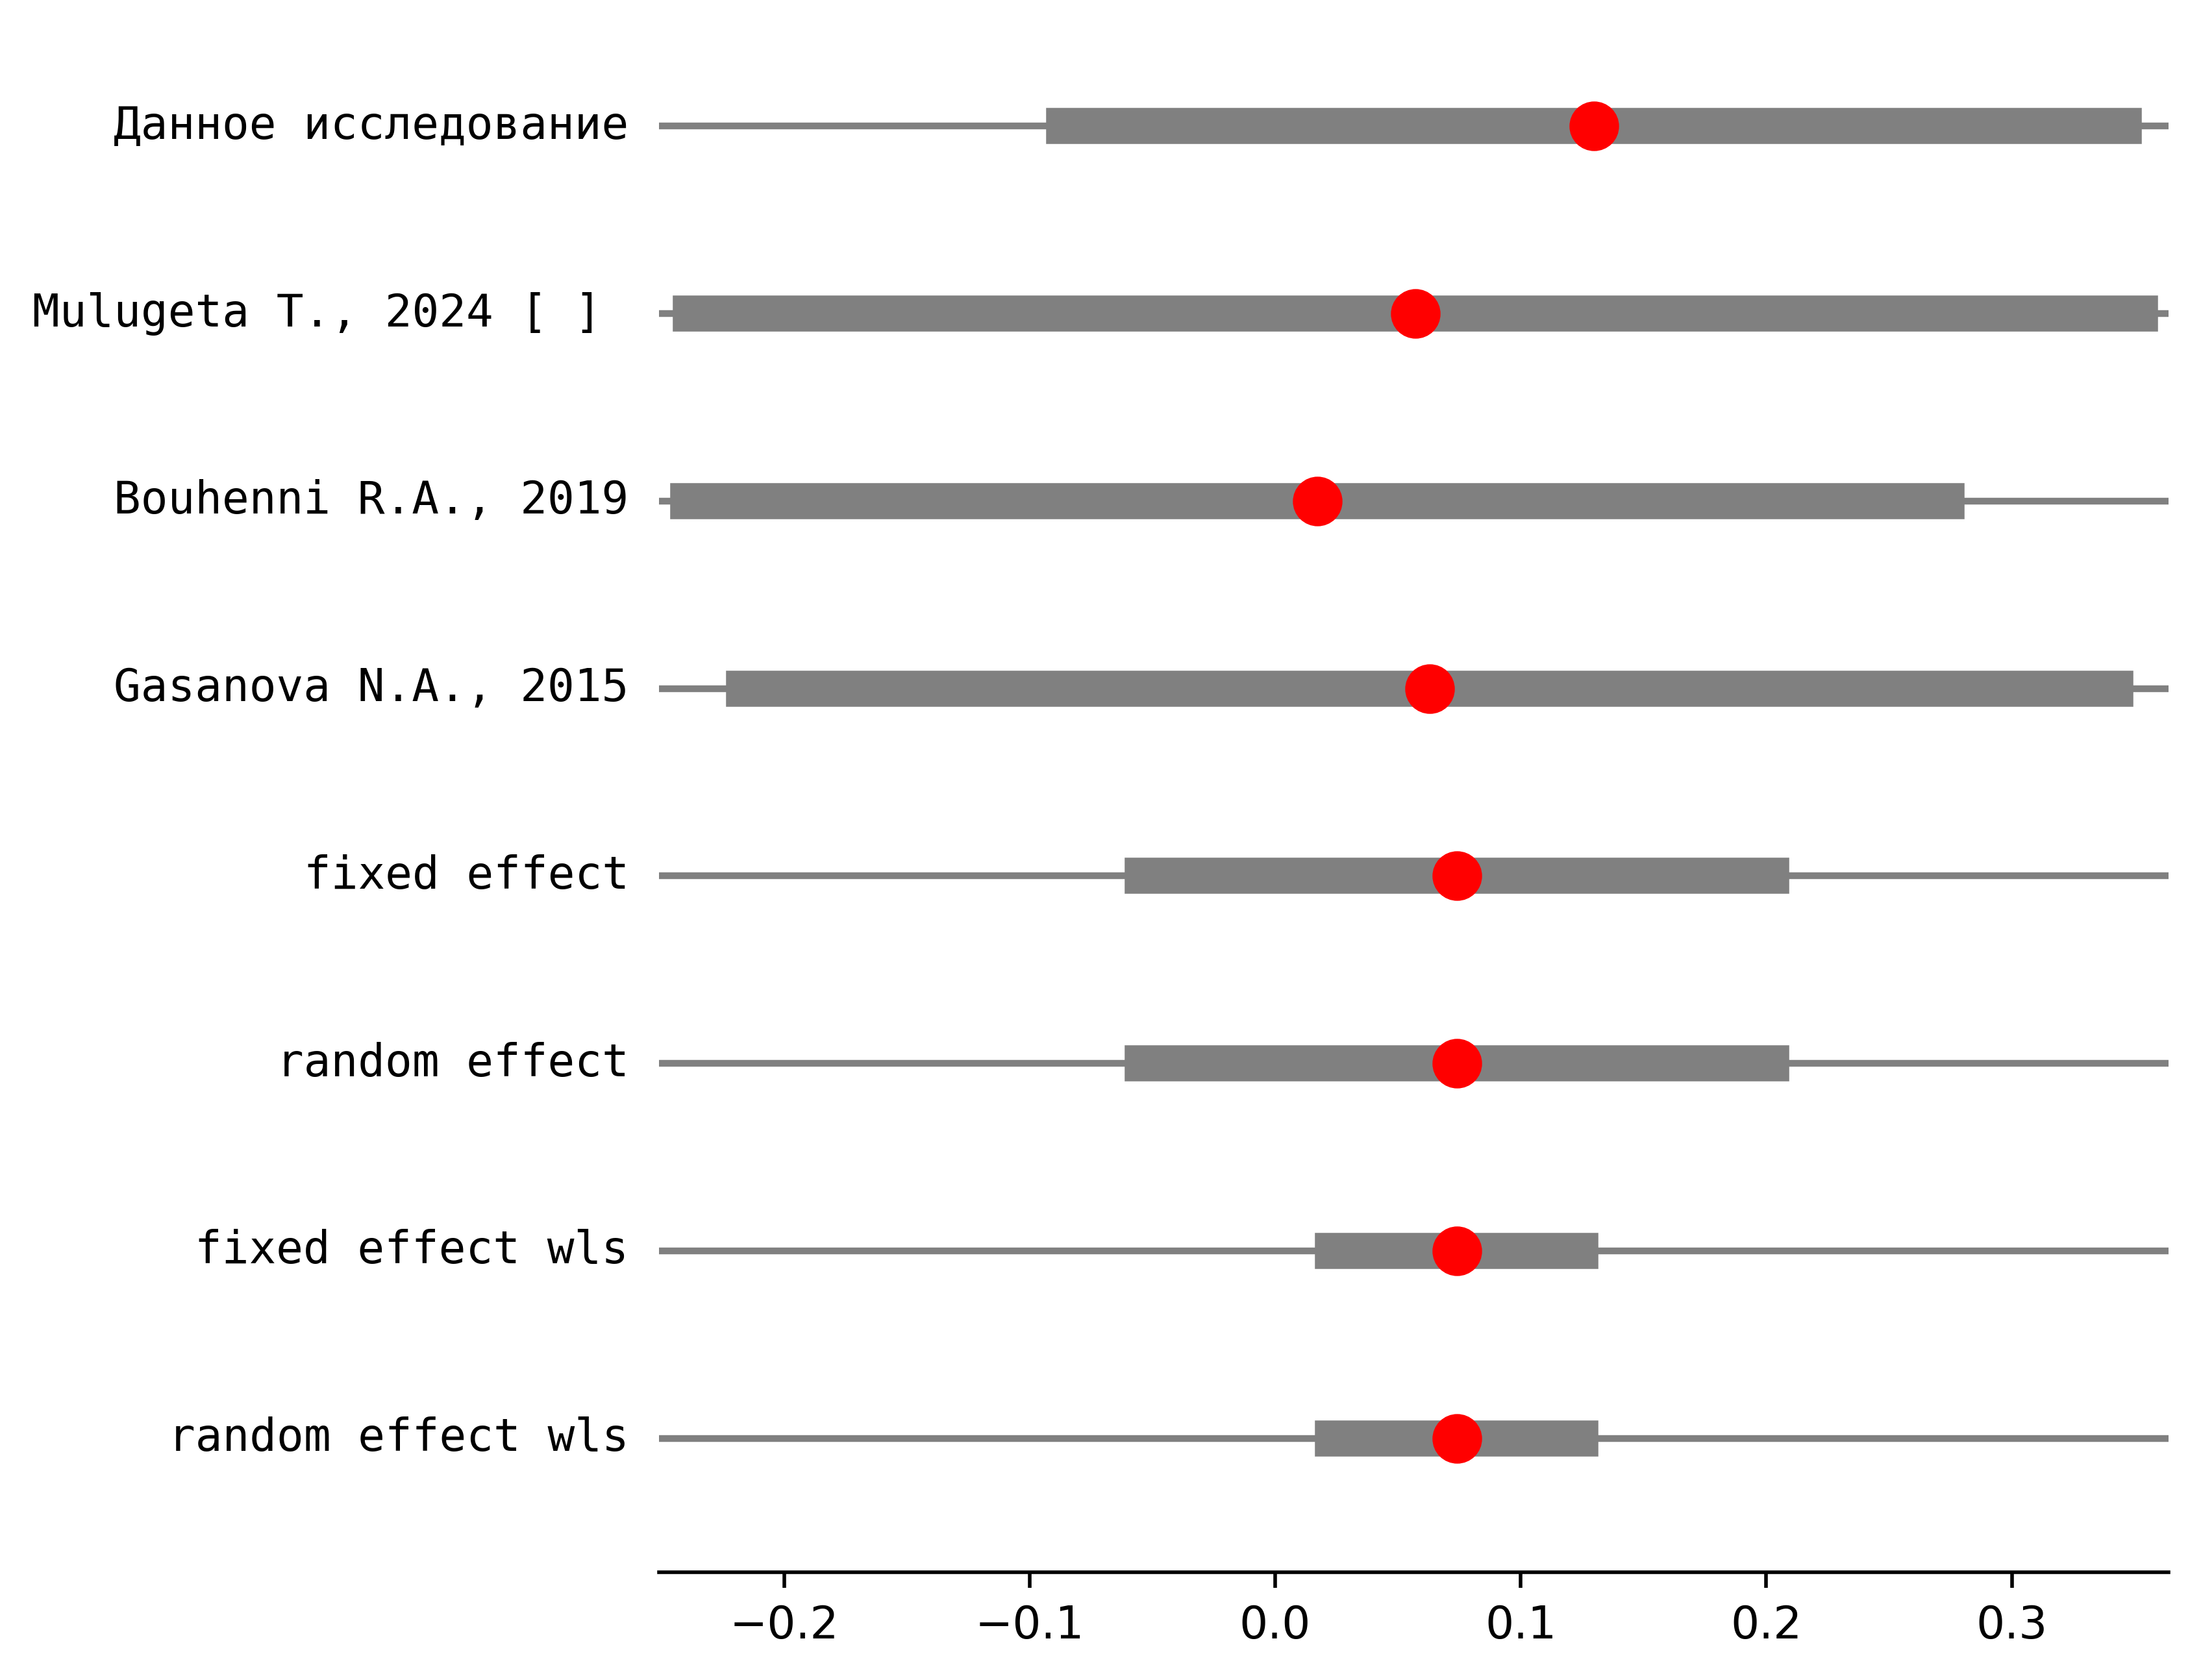 Данное исследование
Mulugeta T., 2024 [ ]
Bouhenni R.A., 2019
Gasanova N.A., 2015
fixed effect
random effect
fixed effect wls
random effect wls
−0.2 −0.1 0.0 0.1 0.2 0.3